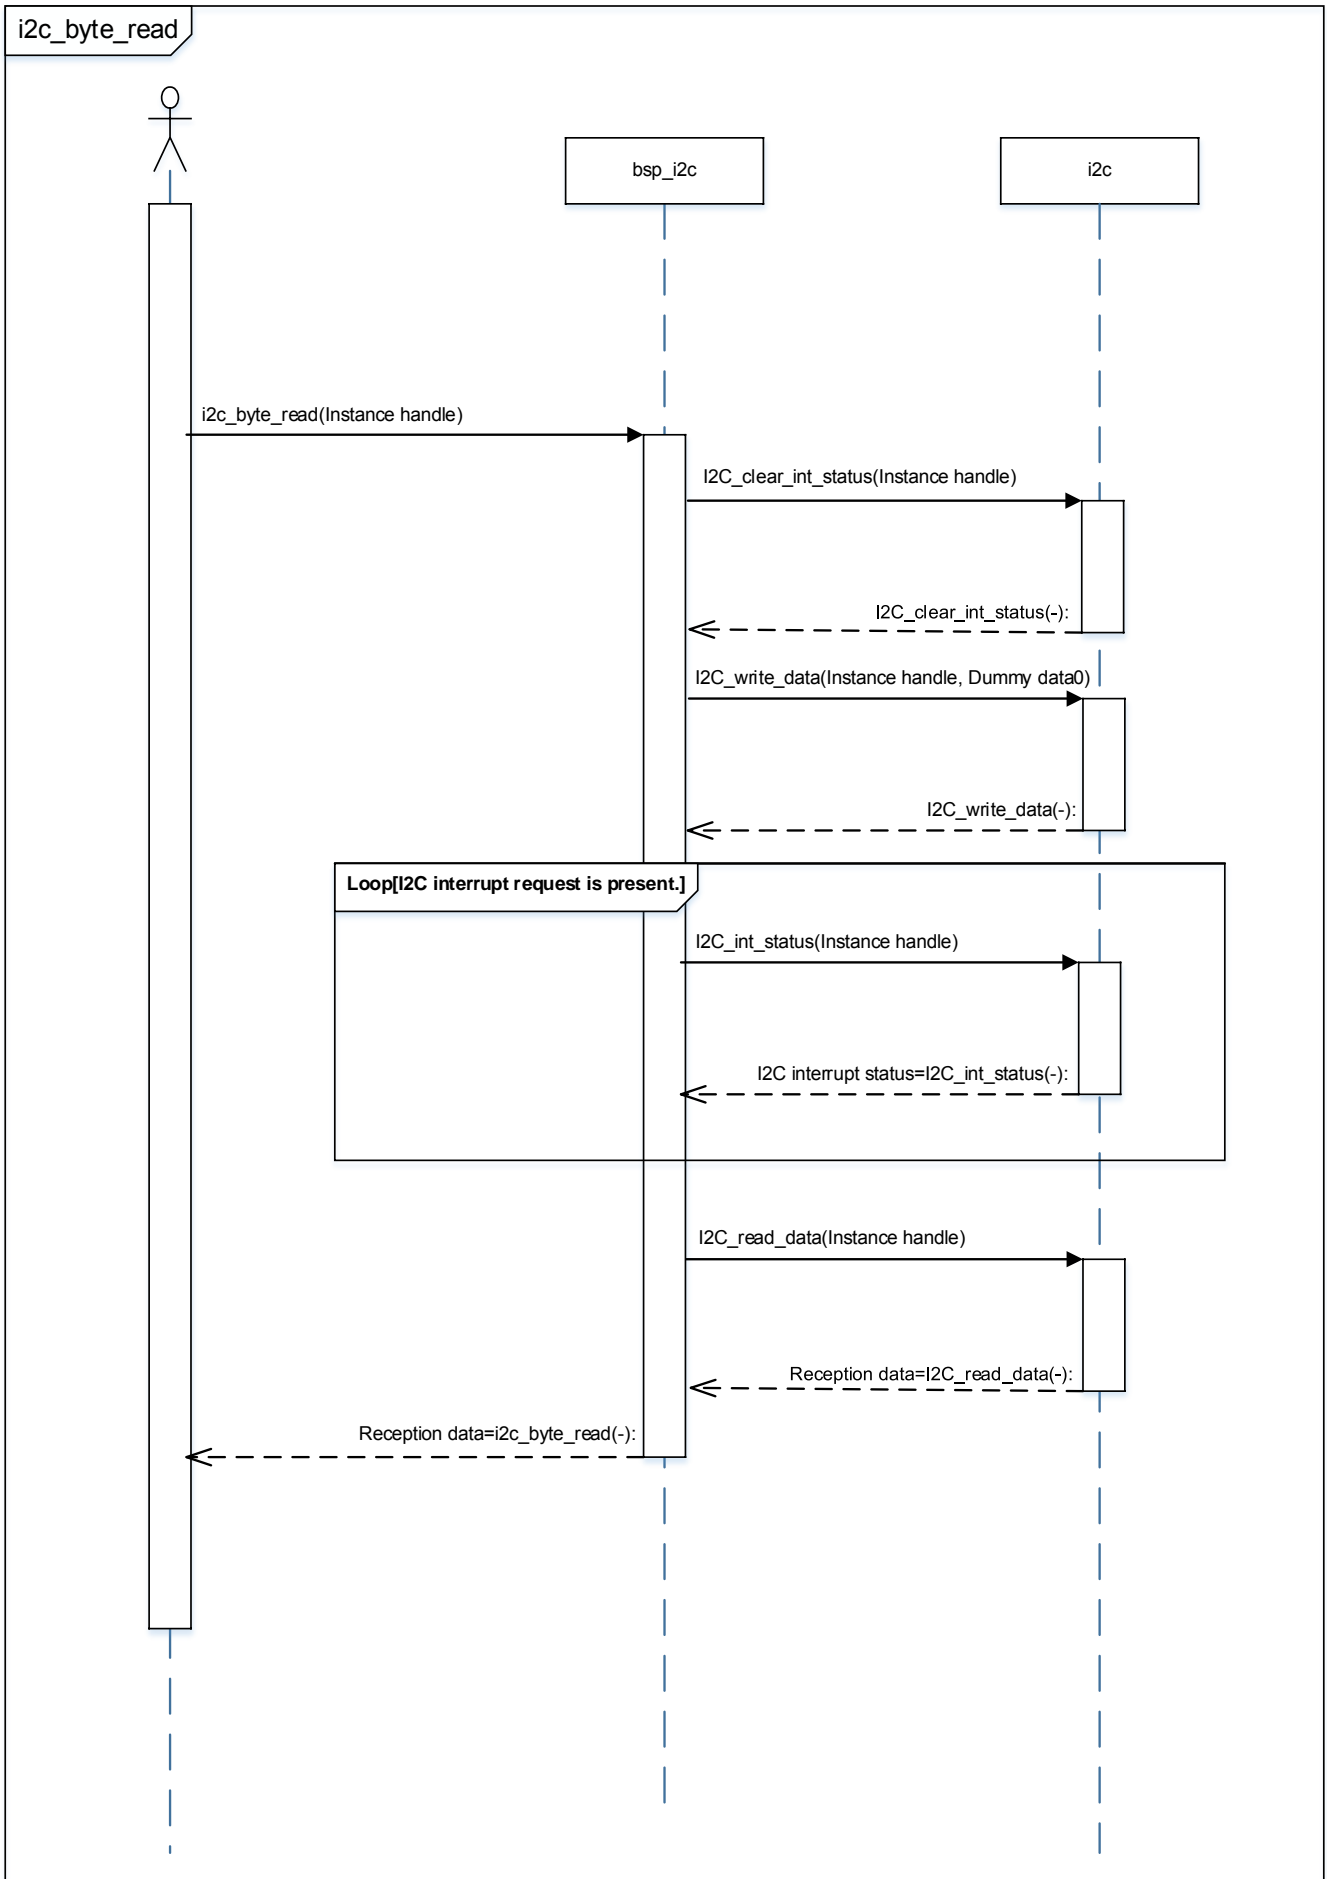 i2c_byte_read
bsp_i2c
i2c
i2c_byte_read(Instance handle)
I2C_clear_int_status(Instance handle)
I2C_clear_int_status(-):
I2C_write_data(Instance handle, Dummy data0)
I2C_write_data(-):
Loop[I2C interrupt request is present.]
I2C_int_status(Instance handle)
I2C interrupt status=I2C_int_status(-):
I2C_read_data(Instance handle)
Reception data=I2C_read_data(-):
Reception data=i2c_byte_read(-):